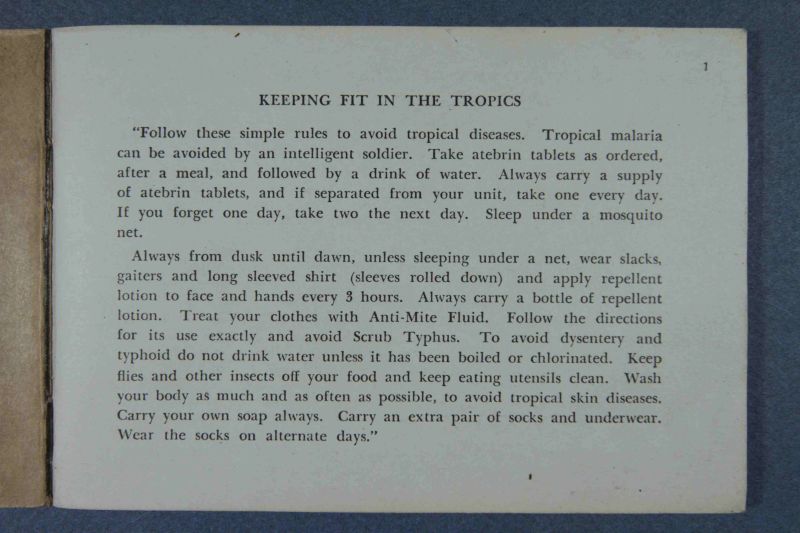 1
KEEPING FIT IN THE TROPICS
"Follow these simple rules to avoid tropical diseases. Tropical malaria
can be avoided by an intelligent soldier. Take atebrin tablets as ordered,
after a meal, and followed by a drink of water. Always carry a supply
of atebrin tablets, and if separated from your unit, take one every day.
If you forget one day, take two the next day. Sleep under a mosquito
net.
Always from dusk until dawn, unless sleeping under a net, wear slacks,
gaiters and long sleeved shirt (sleeves rolled down) and apply repellent
lotion to face and hands every 3 hours. Always carry a bottle of repellent
lotion. Treat your clothes with Anti-Mite Fluid. Follow the directions
for its use exactly and avoid Scrub Typhus. To avoid dysentery and
typhoid do not drink water unless it has been boiled or chlorinated. Keep
flies and other insects off your food and keep eating utensils clean. Wash
your body as much and as often as possible, to avoid tropical skin diseases.
Carry your own soap always. Carry an extra pair of socks and underwear.
Wear the socks on alternate days."